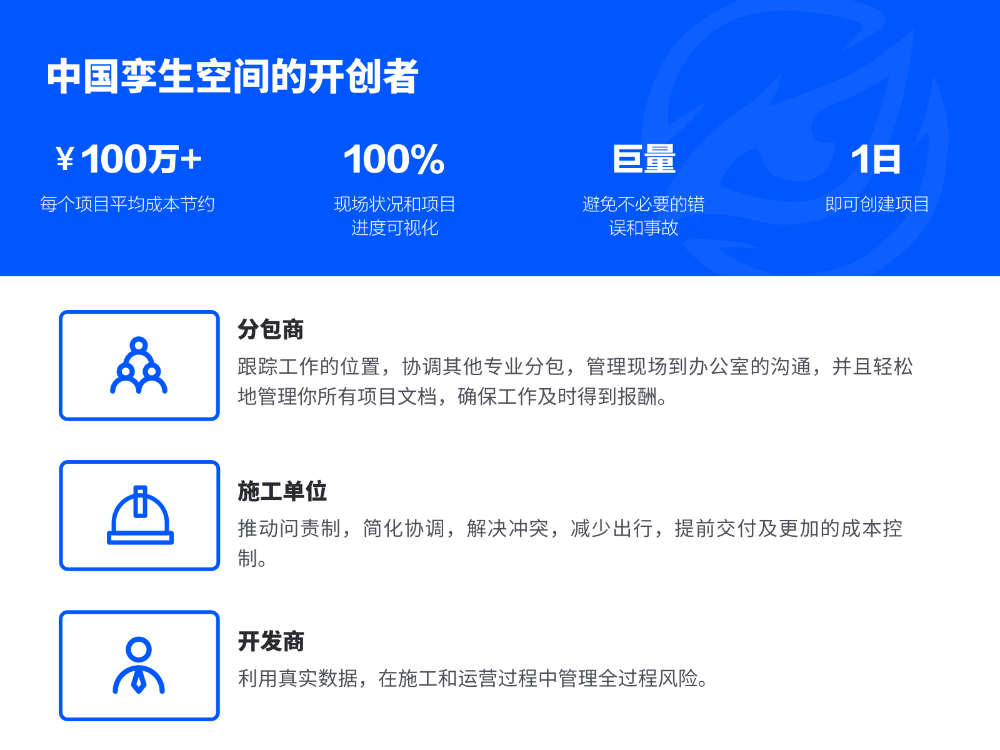 中国孪生空间的开创者
￥100万+
100%
巨量
1日
每个项目平均成本节约
现场状况和项目
进度可视化
避免不必要的错
误和事故
即可创建项目
分包商
跟踪工作的位置，协调其他专业分包，管理现场到办公室的沟通，并且轻松
地管理你所有项目文档，确保工作及时得到报酬。
施工单位
推动问责制，简化协调，解决冲突，减少出行，提前交付及更加的成本控
制。
开发商
利用真实数据，在施工和运营过程中管理全过程风险。